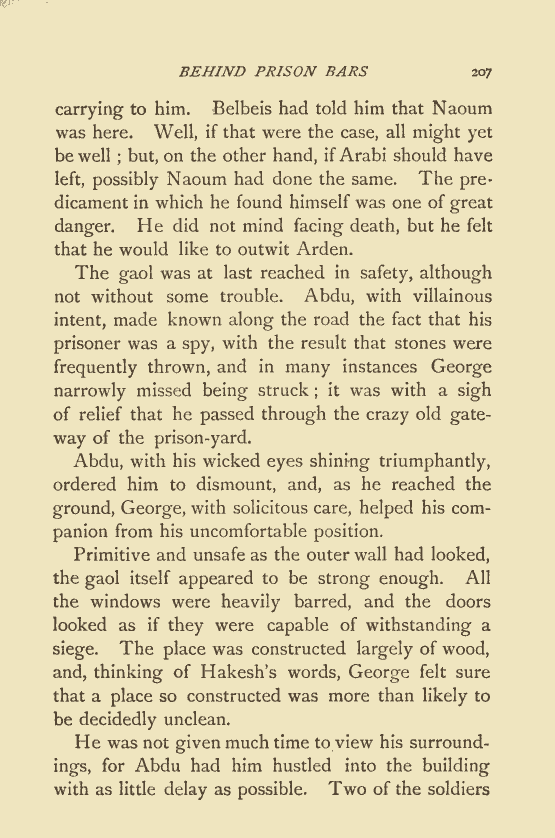 BEHIND PRISON BARS 207
carrying to him. Belbeis had told him that Naoum
was here. Well, if that were the case, all might yet
be well ; but, on the other hand, if Arabi should have
left, possibly Naoum had done the same. The pre-
dicament in which he found himself was one of great
danger. He did not mind facing death, but he felt
that he would like to outwit Arden.
The gaol was at last reached in safety, although
not without some trouble. Abdu, with villainous
intent, made known along the road the fact that his
prisoner was a spy, with the result that stones were
frequently thrown, and in many instances George
narrowly missed being struck ; it was with a sigh
of relief that he passed through the crazy old gate-
way of the prison-yard.
Abdu, with his wicked eyes shining triumphantly,
ordered him to dismount, and, as he reached the
ground, George, with solicitous care, helped his com-
panion from his uncomfortable position.
Primitive and unsafe as the outer wall had looked,
the gaol itself appeared to be strong enough. All
the windows were heavily barred, and the doors
looked as if they were capable of withstanding a
siege. The place was constructed largely of wood,
and, thinking of Hakesh's words, George felt sure
that a place so constructed was more than likely to
be decidedly unclean.
He was not given much time to view his surround-
ings, for Abdu had him hustled into the building
with as little delay as possible. Two of the soldiers